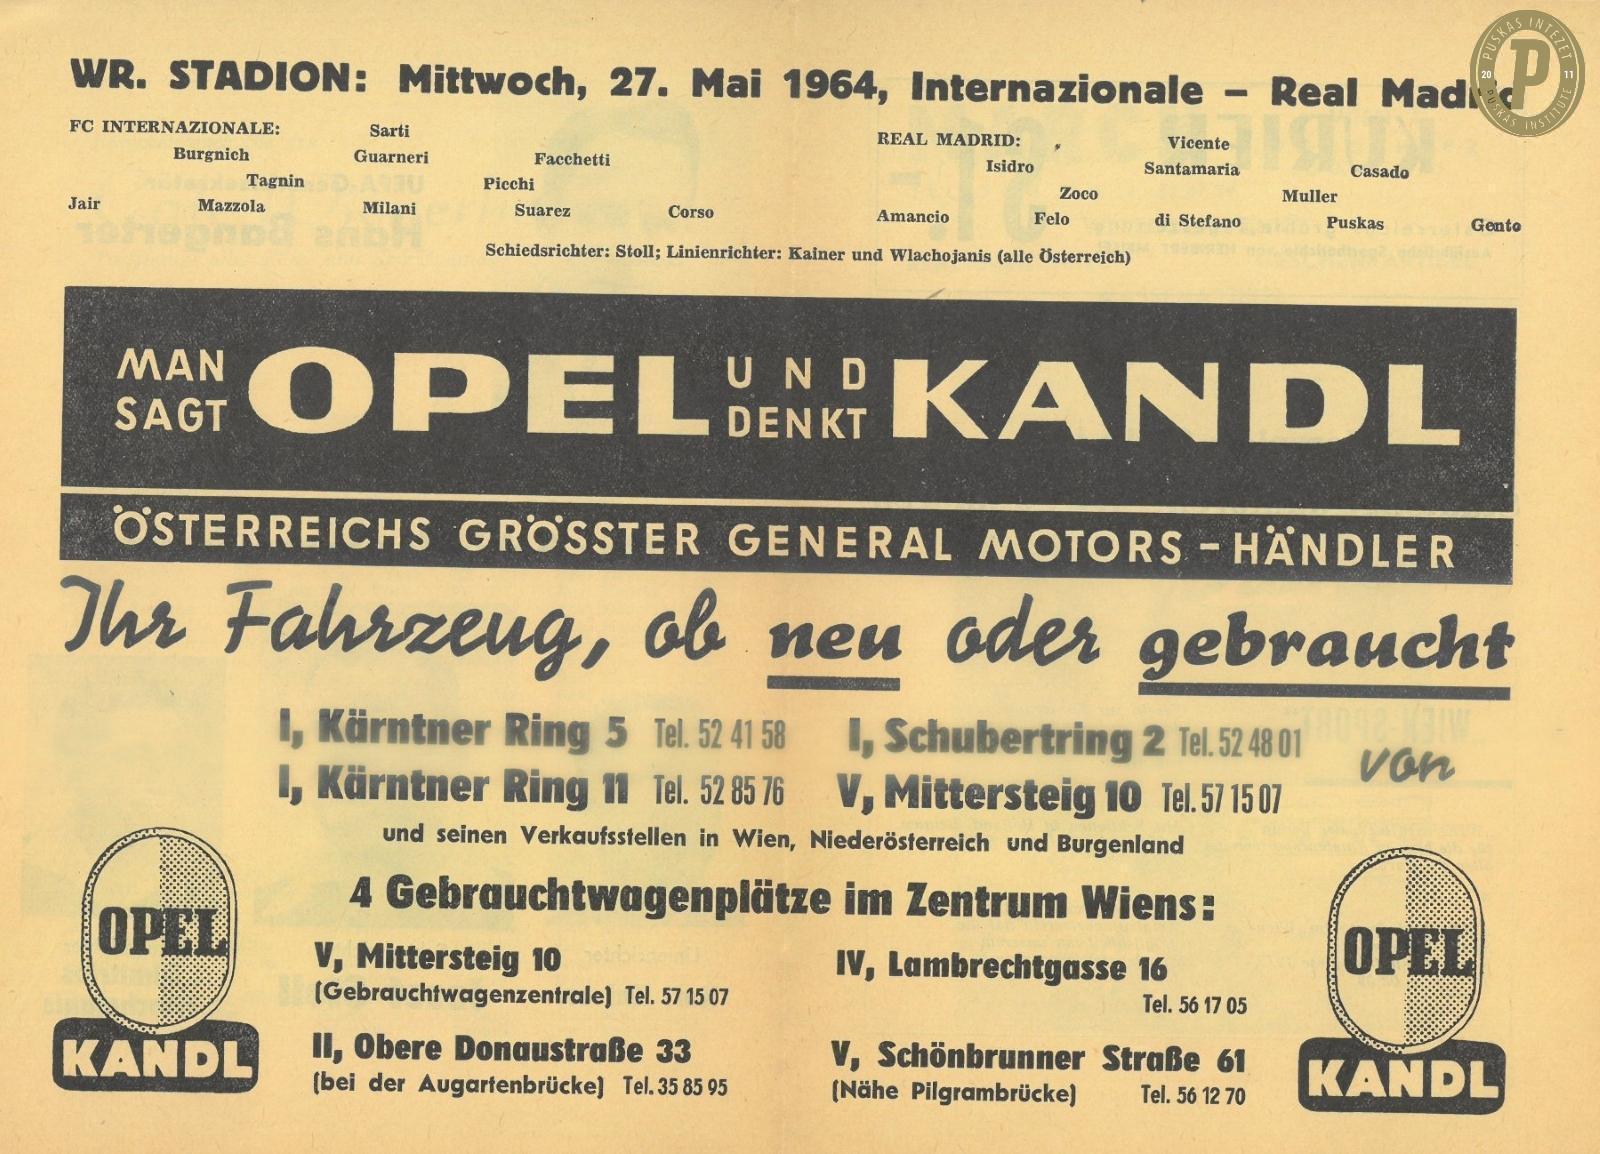 WR. STADION: Mittwoch, 27. Mai 1964, Internazionale – Real Madrid
PUSKÁS INTÉZET
20 P 11
PUSKAS INSTITUTE
FC INTERNAZIONALE: Sarti
Burgnich Guarneri Facchetti
Tagnin Picchi
Jair Mazzola Milani Suarez Corso
REAL MADRID: Vicente
Isidro Santamaria Casado
Zoco Muller
Amancio Felo di Stefano Puskas Gento
Schiedsrichter: Stoll; Linienrichter: Kainer und Wlachojanis (alle Österreich)
MAN SAGT OPEL UND DENKT KANDL
ÖSTERREICHS GRÖSSTER GENERAL MOTORS – HÄNDLER
Ihr Fahrzeug, ob neu oder gebraucht
I, Kärntner Ring 5 Tel. 52 41 58 I, Schubertring 2 Tel. 52 48 01
von
I, Kärntner Ring 11 Tel. 52 85 76 V, Mittersteig 10 Tel. 57 15 07
und seinen Verkaufsstellen in Wien, Niederösterreich und Burgenland
4 Gebrauchtwagenplätze im Zentrum Wiens:
V, Mittersteig 10
(Gebrauchtwagenzentrale) Tel. 57 15 07
IV, Lambrechtgasse 16
Tel. 56 17 05
II, Obere Donaustraße 33
(bei der Augartenbrücke) Tel. 35 85 95
V, Schönbrunner Straße 61
(Nähe Pilgrambrücke) Tel. 56 12 70
OPEL
KANDL
OPEL
KANDL